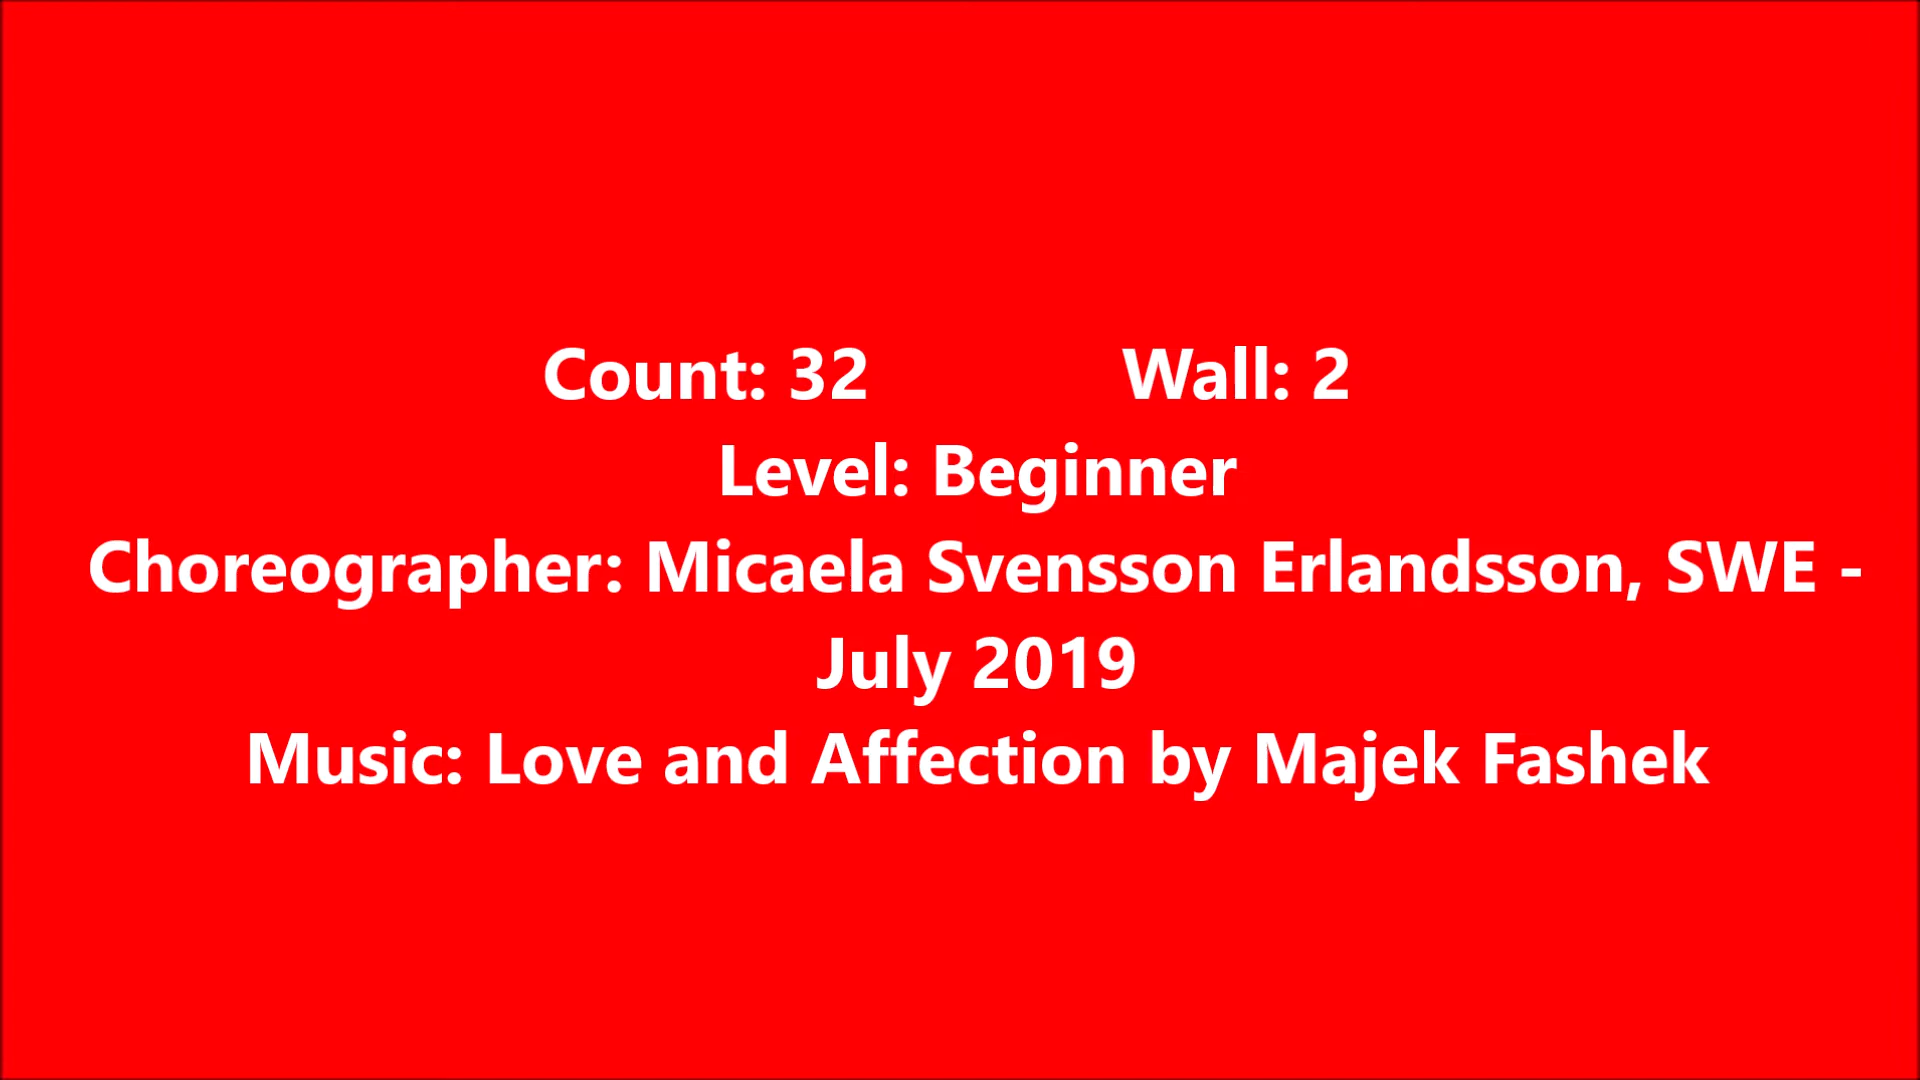 Count: 32 Wall: 2
Level: Beginner
Choreographer: Micaela Svensson Erlandsson, SWE -
July 2019
Music: Love and Affection by Majek Fashek